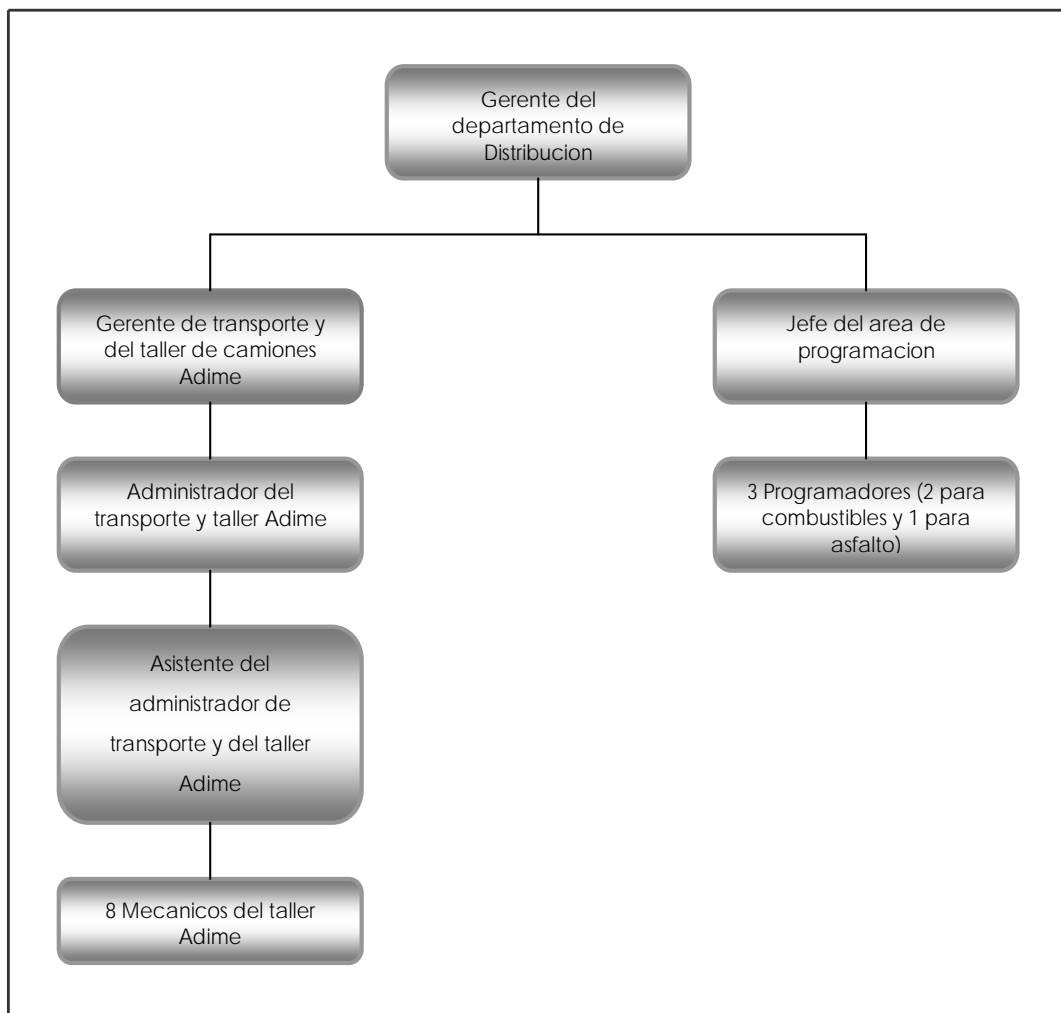 Gerente del
departamento de
Distribucion
Gerente de transporte y
del taller de camiones
Adime
Jefe del area de
programacion
Administrador del
transporte y taller Adime
3 Programadores (2 para
combustibles y 1 para
asfalto)
Asistente del
administrador de
transporte y del taller
Adime
8 Mecanicos del taller
Adime